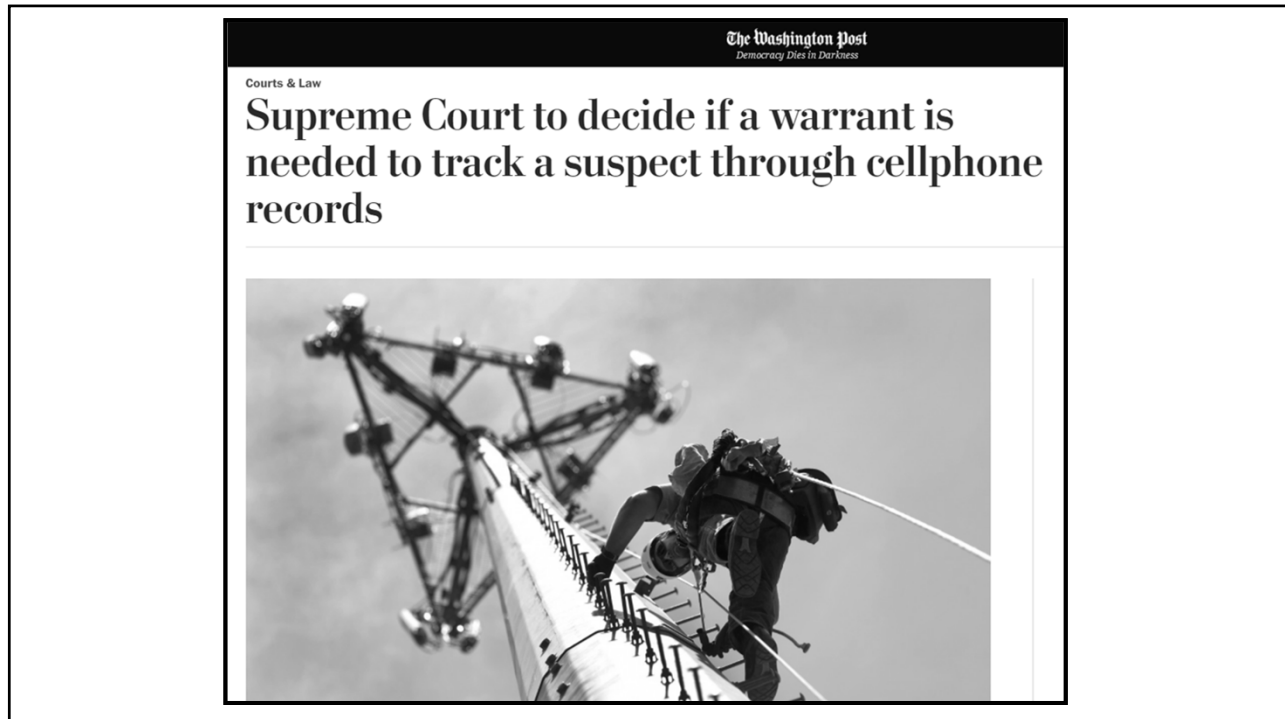 The Washington Post
Democracy Dies in Darkness
Courts & Law
Supreme Court to decide if a warrant is
needed to track a suspect through cellphone
records